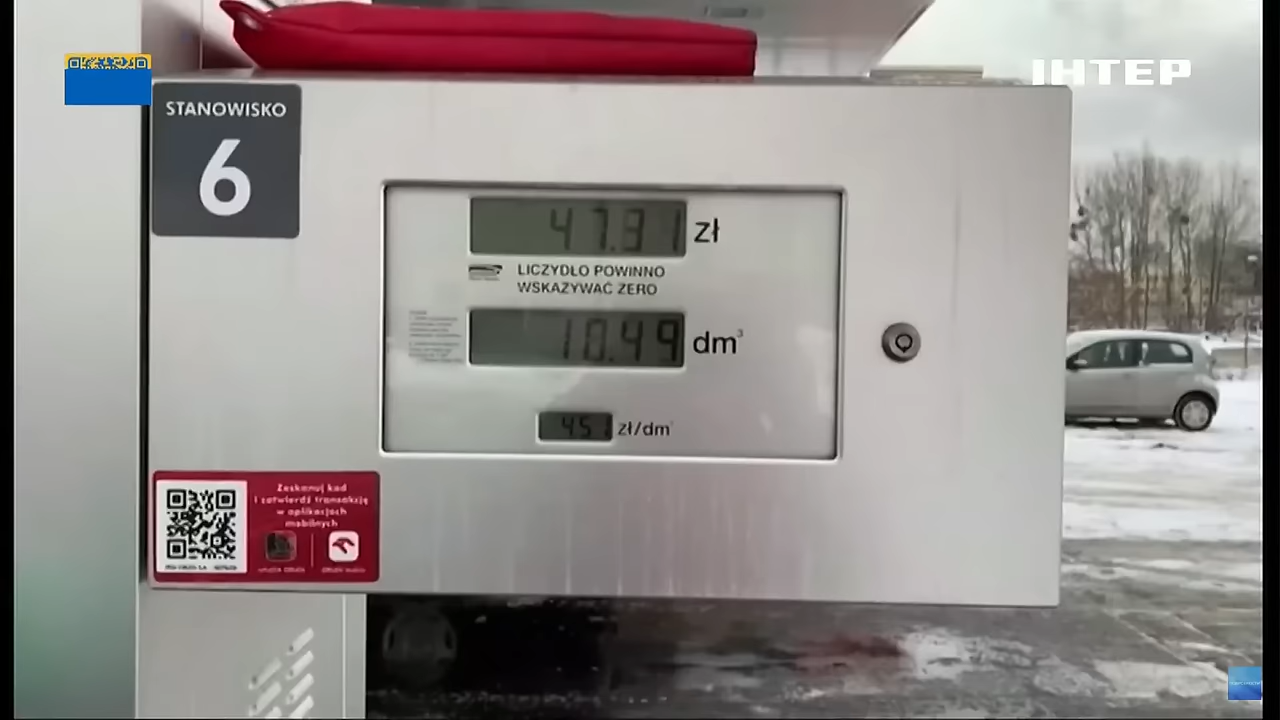 ІНТЕР
STANOWISKO
6
47.31 zł
LICZYDŁO POWINNO
WSKAZYWAĆ ZERO
10.49 dm³
4.51 zł/dm³
Zeskanuj kod
i zatwierdź transakcję
w aplikacjach
mobilnych